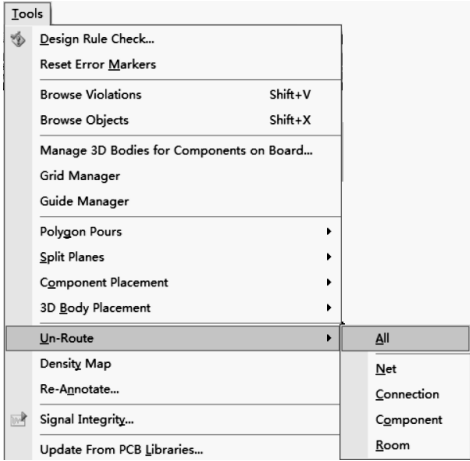 Tools
Design Rule Check...
Reset Error Markers
Browse Violations Shift+V
Browse Objects Shift+X
Manage 3D Bodies for Components on Board...
Grid Manager
Guide Manager
Polygon Pours
Split Planes
Component Placement
3D Body Placement
Un-Route
Density Map
Re-Annotate...
Signal Integrity...
Update From PCB Libraries...
All
Net
Connection
Component
Room